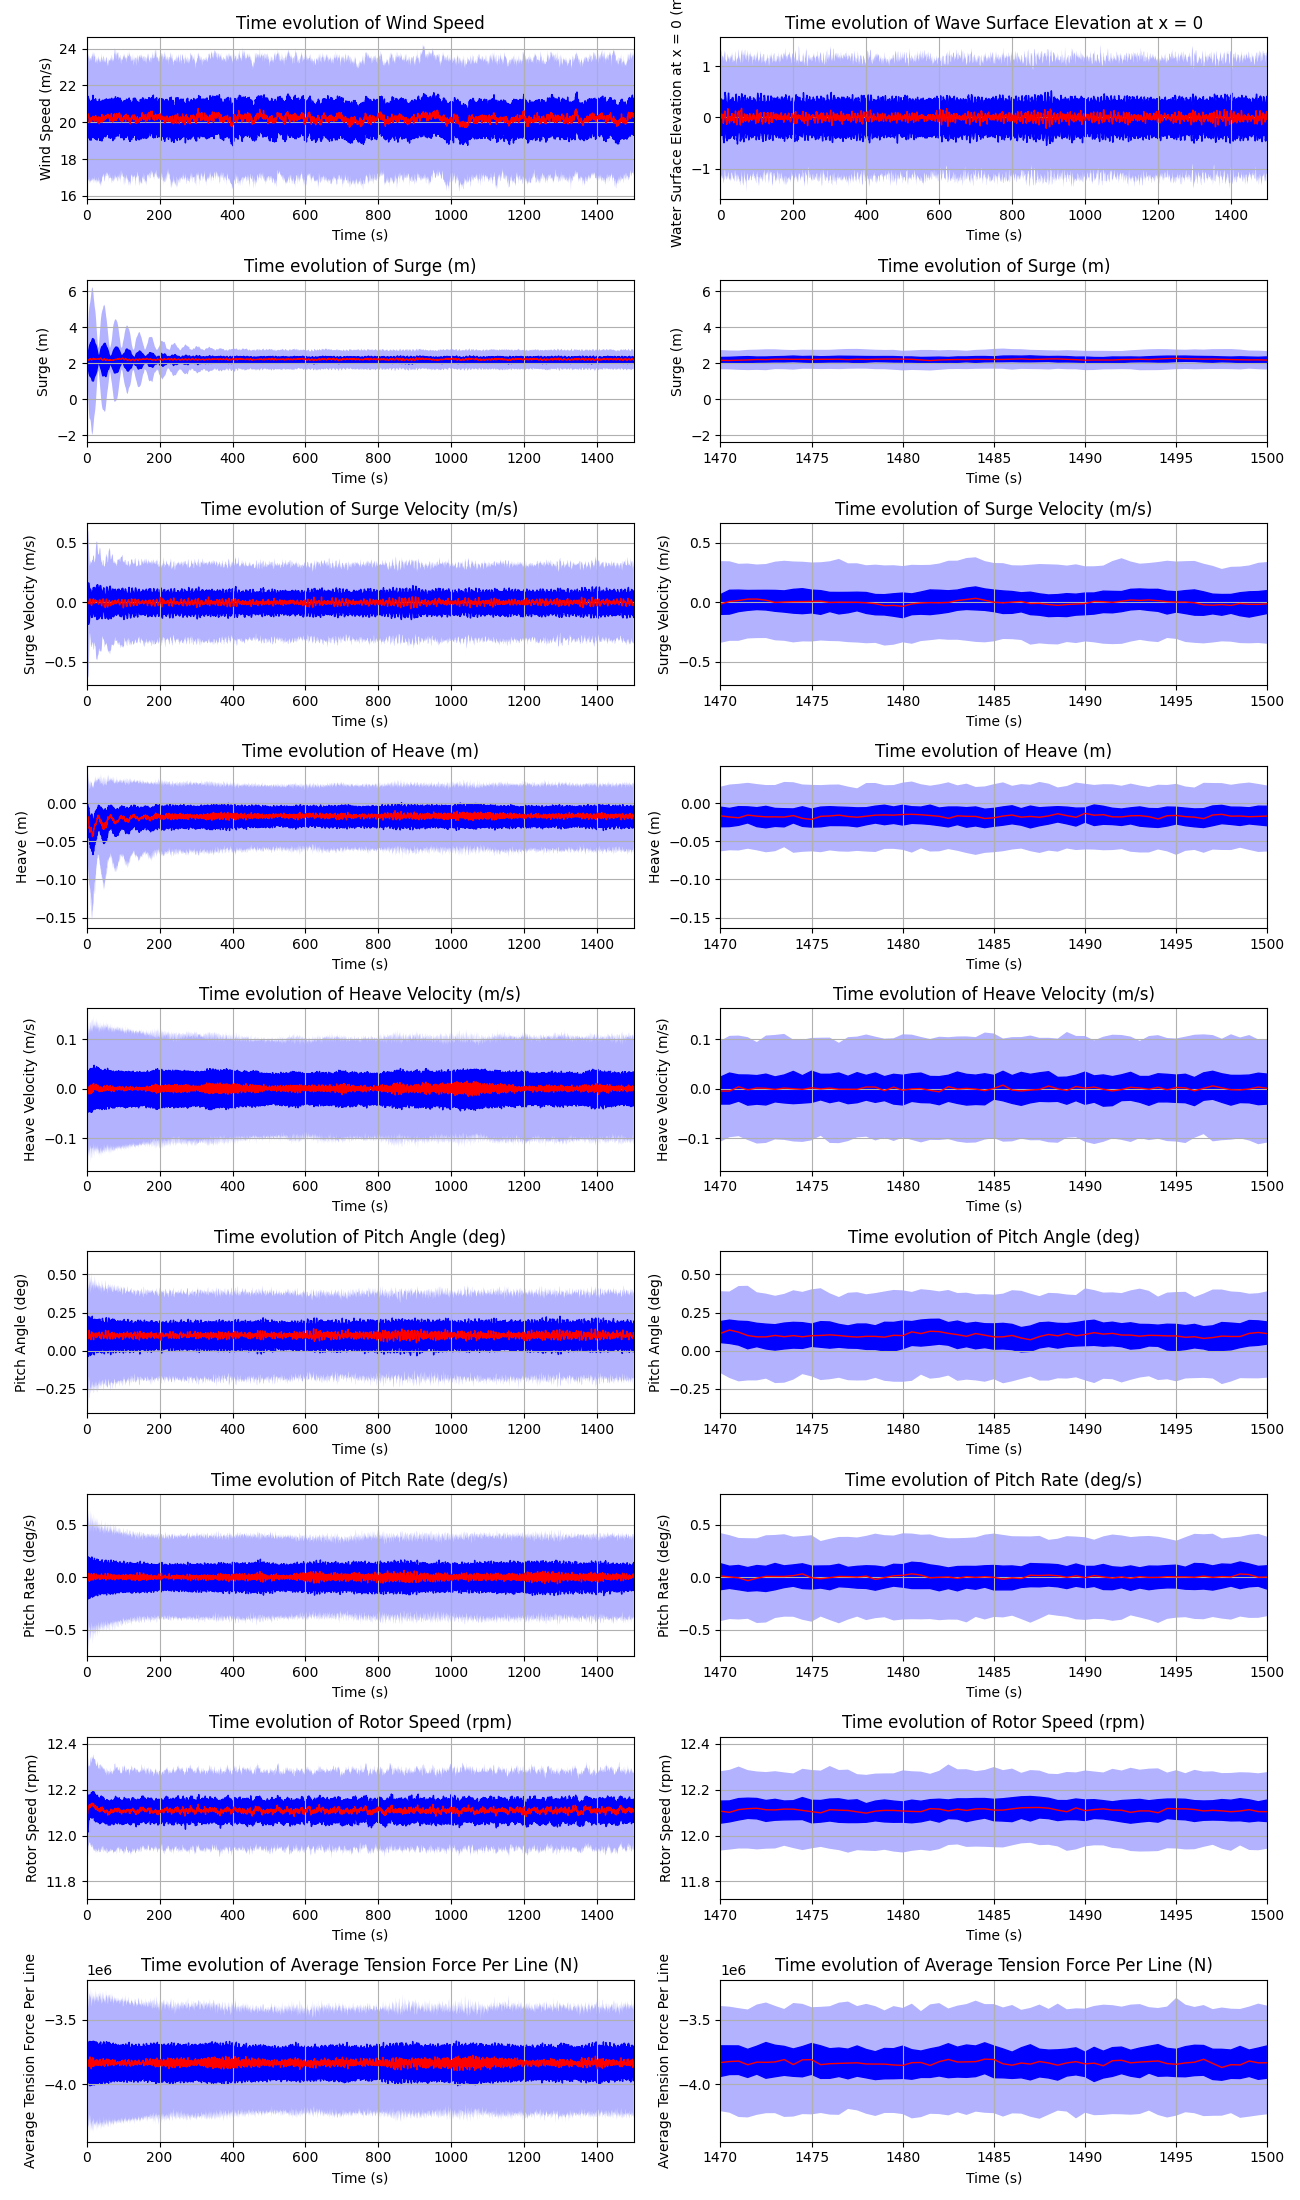 Time evolution of Wind Speed
Wind Speed (m/s)
24
22
20
18
16
0 200 400 600 800 1000 1200 1400
Time (s)
Time evolution of Wave Surface Elevation at x = 0
Water Surface Elevation at x = 0 (m
1
0
−1
0 200 400 600 800 1000 1200 1400
Time (s)
Time evolution of Surge (m)
Surge (m)
6
4
2
0
−2
0 200 400 600 800 1000 1200 1400
Time (s)
Time evolution of Surge (m)
Surge (m)
6
4
2
0
−2
1470 1475 1480 1485 1490 1495 1500
Time (s)
Time evolution of Surge Velocity (m/s)
Surge Velocity (m/s)
0.5
0.0
−0.5
0 200 400 600 800 1000 1200 1400
Time (s)
Time evolution of Surge Velocity (m/s)
Surge Velocity (m/s)
0.5
0.0
−0.5
1470 1475 1480 1485 1490 1495 1500
Time (s)
Time evolution of Heave (m)
Heave (m)
0.00
−0.05
−0.10
−0.15
0 200 400 600 800 1000 1200 1400
Time (s)
Time evolution of Heave (m)
Heave (m)
0.00
−0.05
−0.10
−0.15
1470 1475 1480 1485 1490 1495 1500
Time (s)
Time evolution of Heave Velocity (m/s)
Heave Velocity (m/s)
0.1
0.0
−0.1
0 200 400 600 800 1000 1200 1400
Time (s)
Time evolution of Heave Velocity (m/s)
Heave Velocity (m/s)
0.1
0.0
−0.1
1470 1475 1480 1485 1490 1495 1500
Time (s)
Time evolution of Pitch Angle (deg)
Pitch Angle (deg)
0.50
0.25
0.00
−0.25
0 200 400 600 800 1000 1200 1400
Time (s)
Time evolution of Pitch Angle (deg)
Pitch Angle (deg)
0.50
0.25
0.00
−0.25
1470 1475 1480 1485 1490 1495 1500
Time (s)
Time evolution of Pitch Rate (deg/s)
Pitch Rate (deg/s)
0.5
0.0
−0.5
0 200 400 600 800 1000 1200 1400
Time (s)
Time evolution of Pitch Rate (deg/s)
Pitch Rate (deg/s)
0.5
0.0
−0.5
1470 1475 1480 1485 1490 1495 1500
Time (s)
Time evolution of Rotor Speed (rpm)
Rotor Speed (rpm)
12.4
12.2
12.0
11.8
0 200 400 600 800 1000 1200 1400
Time (s)
Time evolution of Rotor Speed (rpm)
Rotor Speed (rpm)
12.4
12.2
12.0
11.8
1470 1475 1480 1485 1490 1495 1500
Time (s)
Time evolution of Average Tension Force Per Line (N)
Average Tension Force Per Line
1e6
−3.5
−4.0
0 200 400 600 800 1000 1200 1400
Time (s)
Time evolution of Average Tension Force Per Line (N)
Average Tension Force Per Line
1e6
−3.5
−4.0
1470 1475 1480 1485 1490 1495 1500
Time (s)